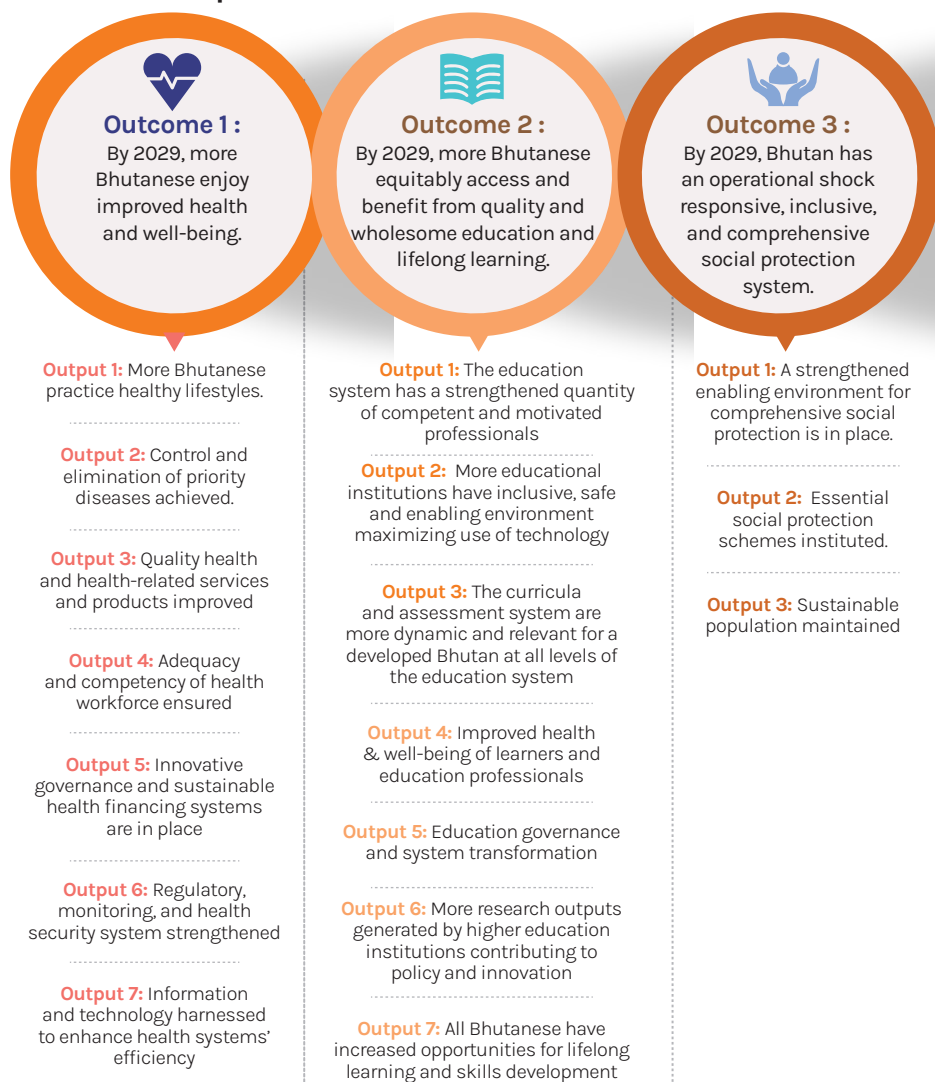 Outcome 1 :
By 2029, more
Bhutanese enjoy
improved health
and well-being.
Output 1: More Bhutanese
practice healthy lifestyles.
Output 2: Control and
elimination of priority
diseases achieved.
Output 3: Quality health
and health-related services
and products improved
Output 4: Adequacy
and competency of health
workforce ensured
Output 5: Innovative
governance and sustainable
health financing systems
are in place
Output 6: Regulatory,
monitoring, and health
security system strengthened
Output 7: Information
and technology harnessed
to enhance health systems’
efficiency
Outcome 2 :
By 2029, more Bhutanese
equitably access and
benefit from quality and
wholesome education and
lifelong learning.
Output 1: The education
system has a strengthened quantity
of competent and motivated
professionals
Output 2: More educational
institutions have inclusive, safe
and enabling environment
maximizing use of technology
Output 3: The curricula
and assessment system are
more dynamic and relevant for a
developed Bhutan at all levels of
the education system
Output 4: Improved health
& well-being of learners and
education professionals
Output 5: Education governance
and system transformation
Output 6: More research outputs
generated by higher education
institutions contributing to
policy and innovation
Output 7: All Bhutanese have
increased opportunities for lifelong
learning and skills development
Outcome 3 :
By 2029, Bhutan has
an operational shock
responsive, inclusive,
and comprehensive
social protection
system.
Output 1: A strengthened
enabling environment for
comprehensive social
protection is in place.
Output 2: Essential
social protection
schemes instituted.
Output 3: Sustainable
population maintained